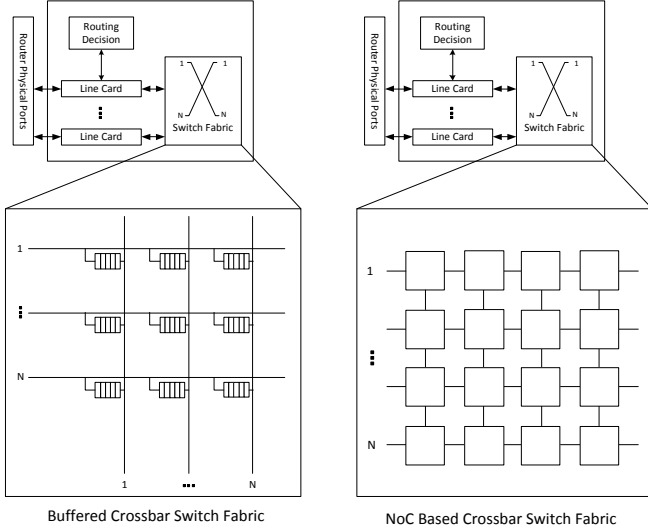 Router Physical Ports
Routing
Decision
Line Card
Line Card
1
1
N
N
Switch Fabric
1
N
1
N
Buffered Crossbar Switch Fabric
Router Physical Ports
Routing
Decision
Line Card
Line Card
1
1
N
N
Switch Fabric
1
N
NoC Based Crossbar Switch Fabric